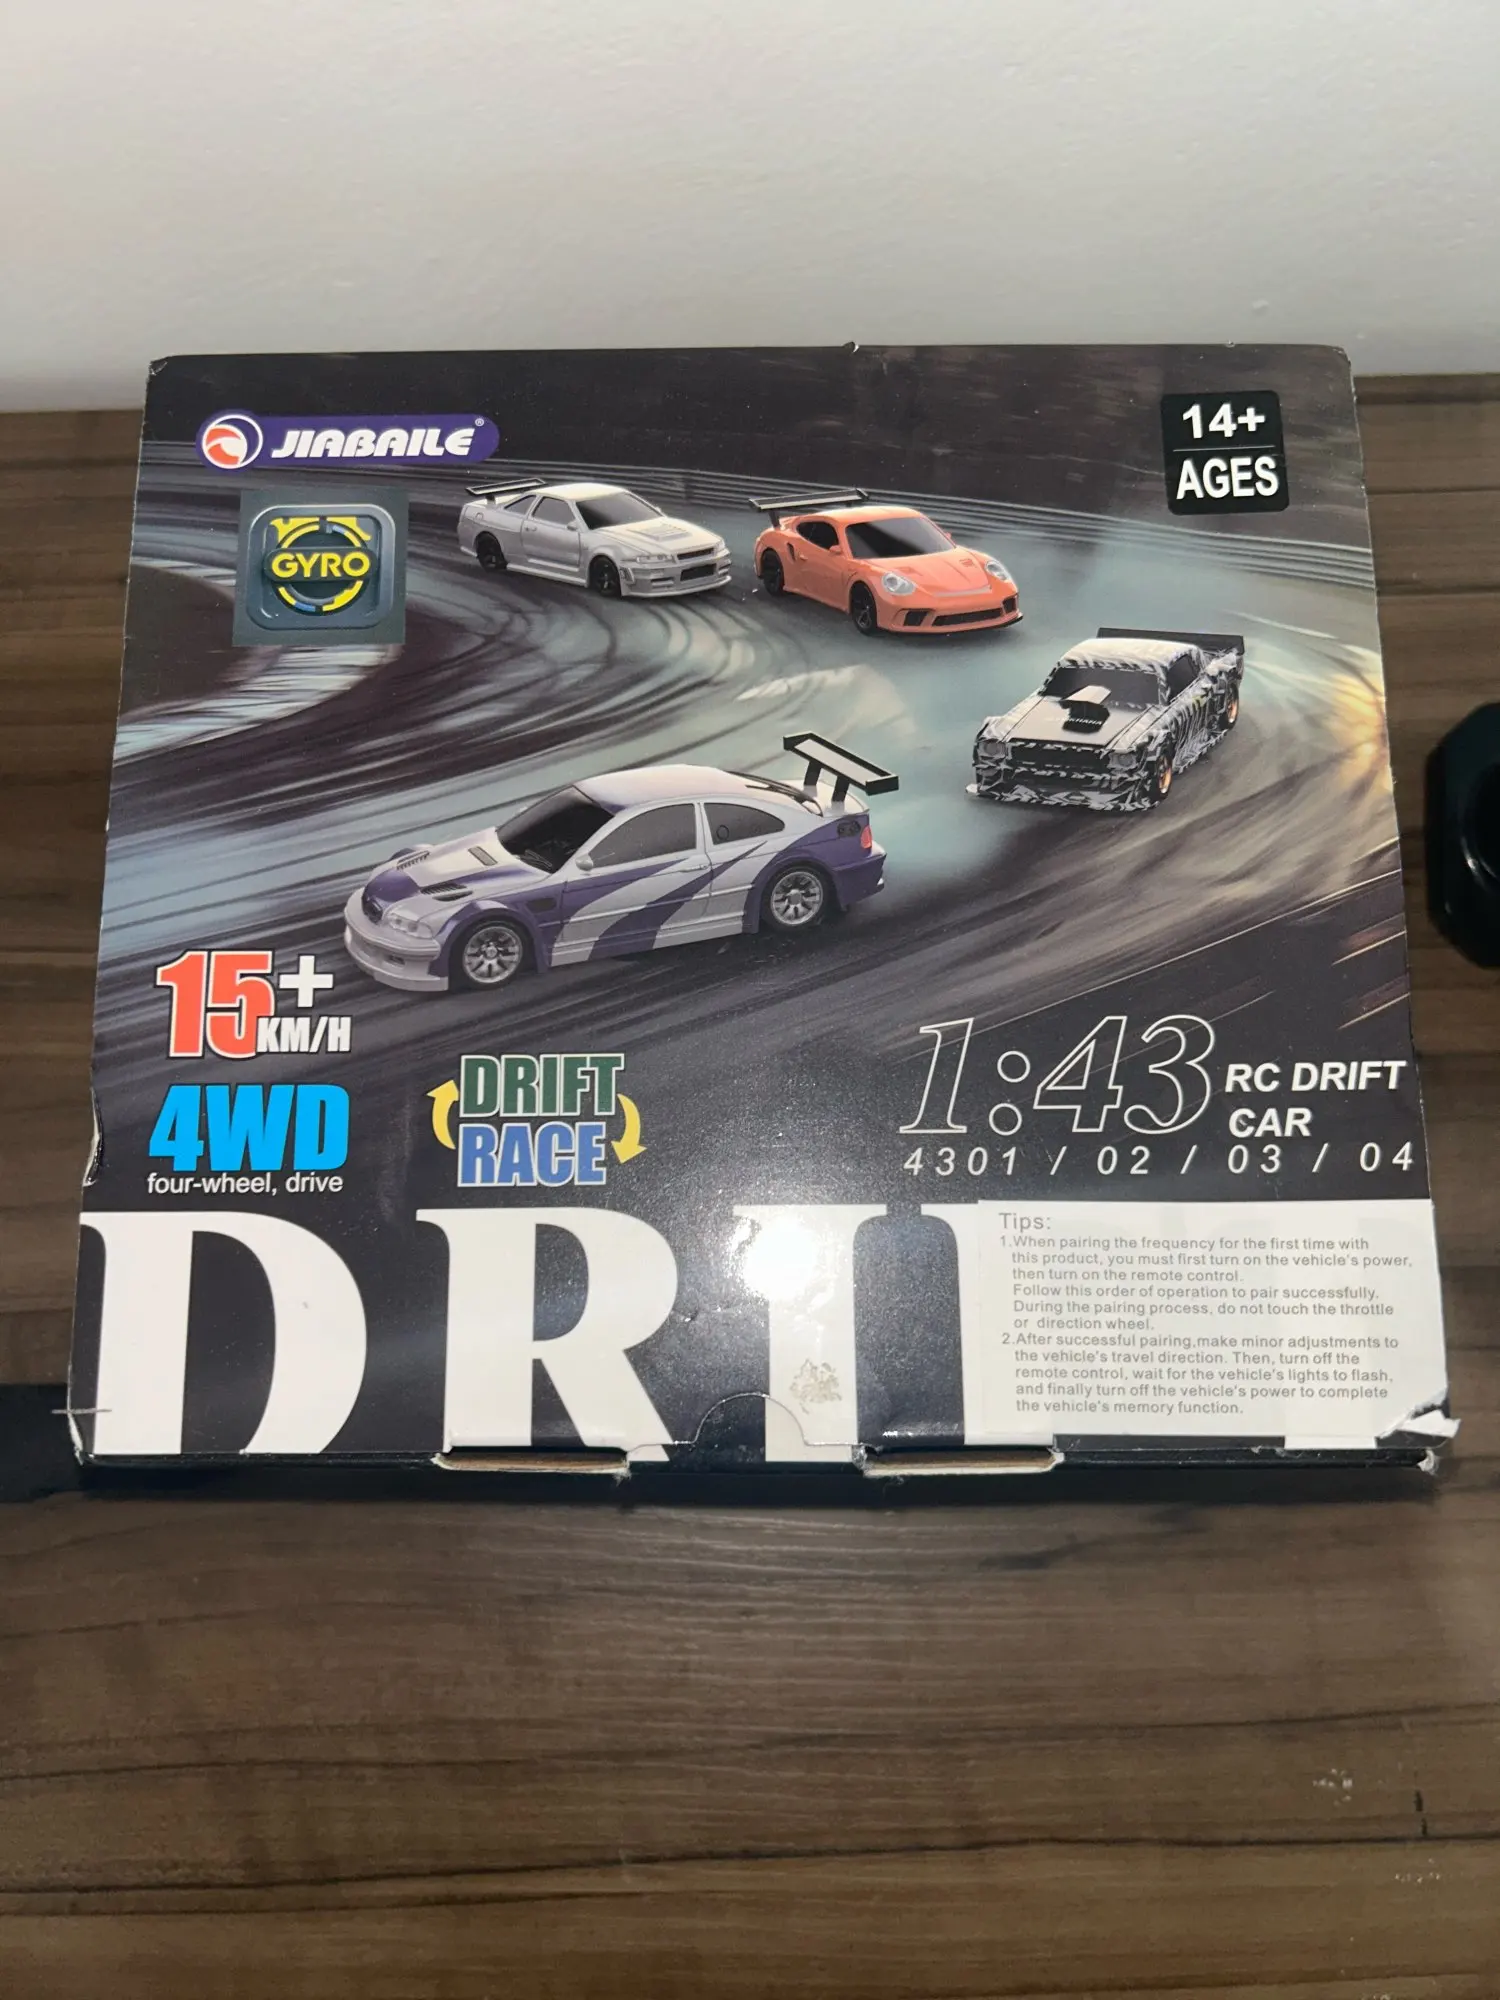 JIABAILE®
14+
AGES
GYRO
15+
KM/H
4WD
four-wheel, drive
DRIFT
RACE
1:43 RC DRIFT
CAR
4301 / 02 / 03 / 04
DRI
Tips:
1.When pairing the frequency for the first time with
this product, you must first turn on the vehicle's power,
then turn on the remote control.
Follow this order of operation to pair successfully.
During the pairing process, do not touch the throttle
or direction wheel.
2.After successful pairing,make minor adjustments to
the vehicle's travel direction. Then, turn off the
remote control, wait for the vehicle's lights to flash,
and finally turn off the vehicle's power to complete
the vehicle's memory function.